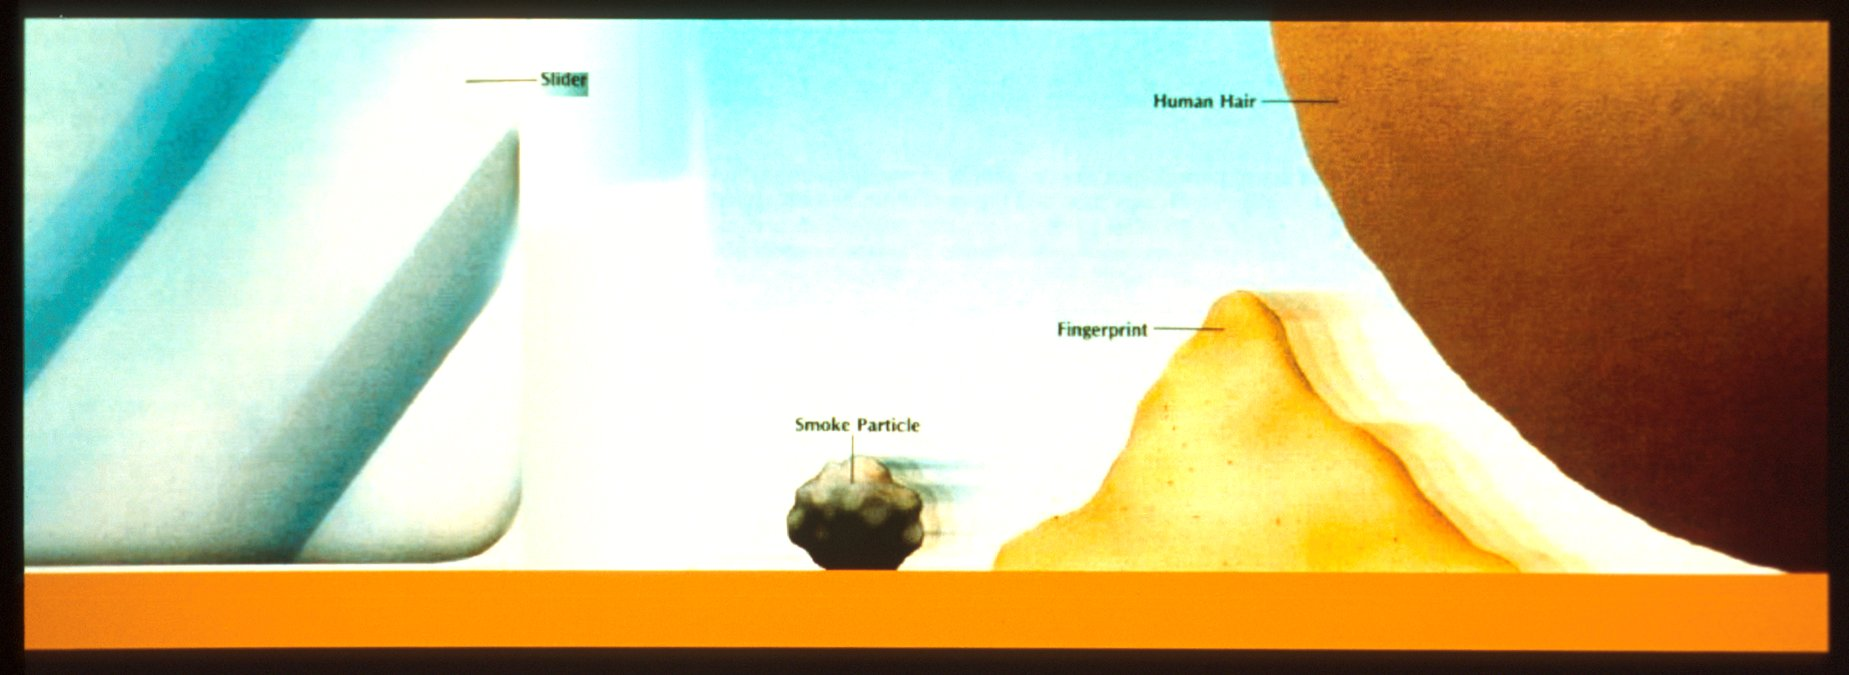 Slider
Human Hair
Fingerprint
Smoke Particle